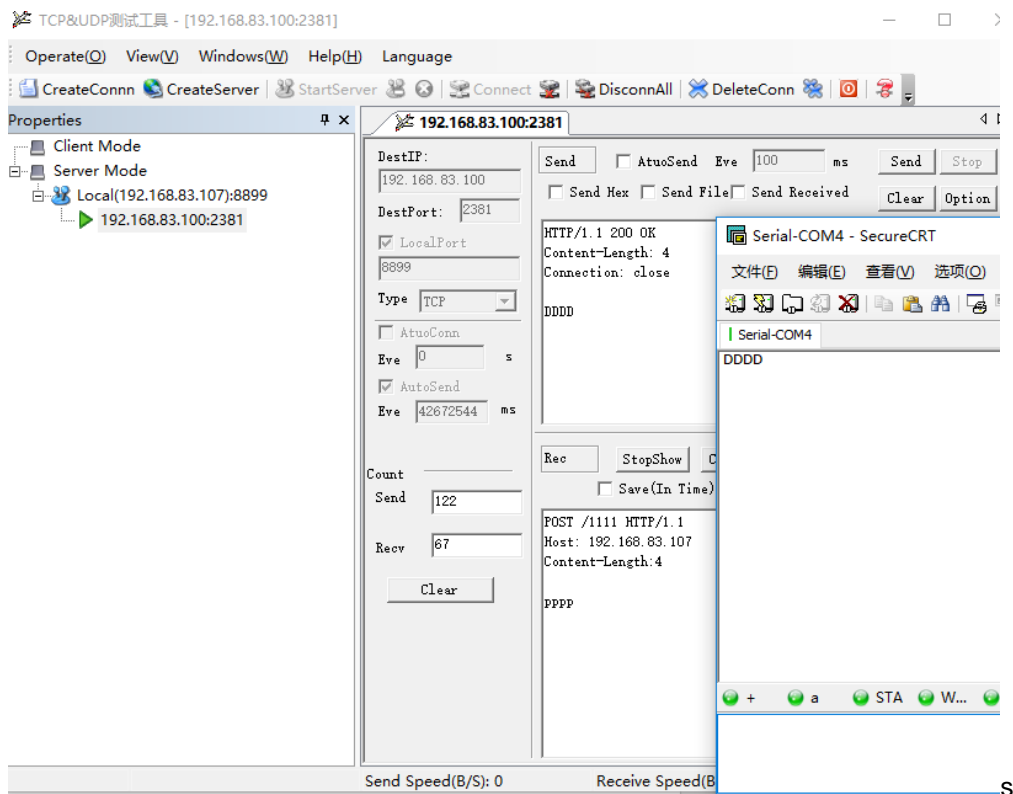 TCP&UDP测试工具 - [192.168.83.100:2381]
Operate(O) View(V) Windows(W) Help(H) Language
CreateConnn CreateServer StartServer Connect DisconnAll DeleteConn
Properties
Client Mode
Server Mode
Local(192.168.83.107):8899
192.168.83.100:2381
192.168.83.100:2381
DestIP:
192.168.83.100
DestPort: 2381
LocalPort
8899
Type TCP
AtuoConn
Eve 0 s
AutoSend
Eve 42672544 ms
Count
Send 122
Recv 67
Clear
Send AtuoSend Eve 100 ms Send Stop
Send Hex Send File Send Received Clear Option
HTTP/1.1 200 OK
Content-Length: 4
Connection: close
DDDD
Rec StopShow C
Save(In Time)
POST /1111 HTTP/1.1
Host: 192.168.83.107
Content-Length:4
PPPP
Serial-COM4 - SecureCRT
文件(F) 编辑(E) 查看(V) 选项(O)
Serial-COM4
DDDD
+ a STA W...
Send Speed(B/S): 0 Receive Speed(B
s